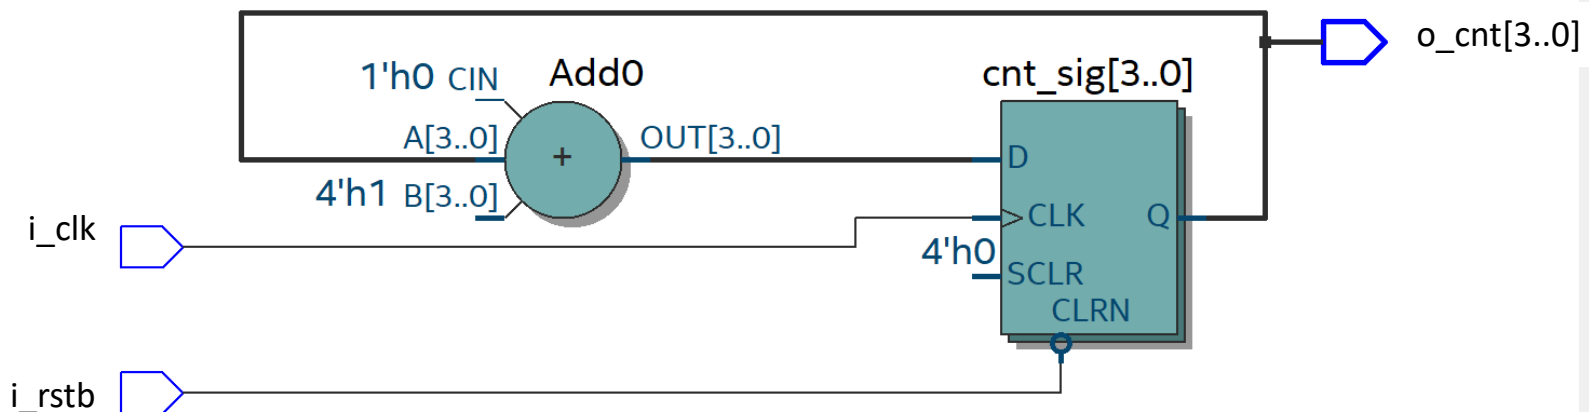 o_cnt[3..0]
1'h0 CIN
Add0
cnt_sig[3..0]
A[3..0]
+
OUT[3..0]
D
4'h1 B[3..0]
i_clk
CLK
Q
4'h0
SCLR
CLRN
i_rstb